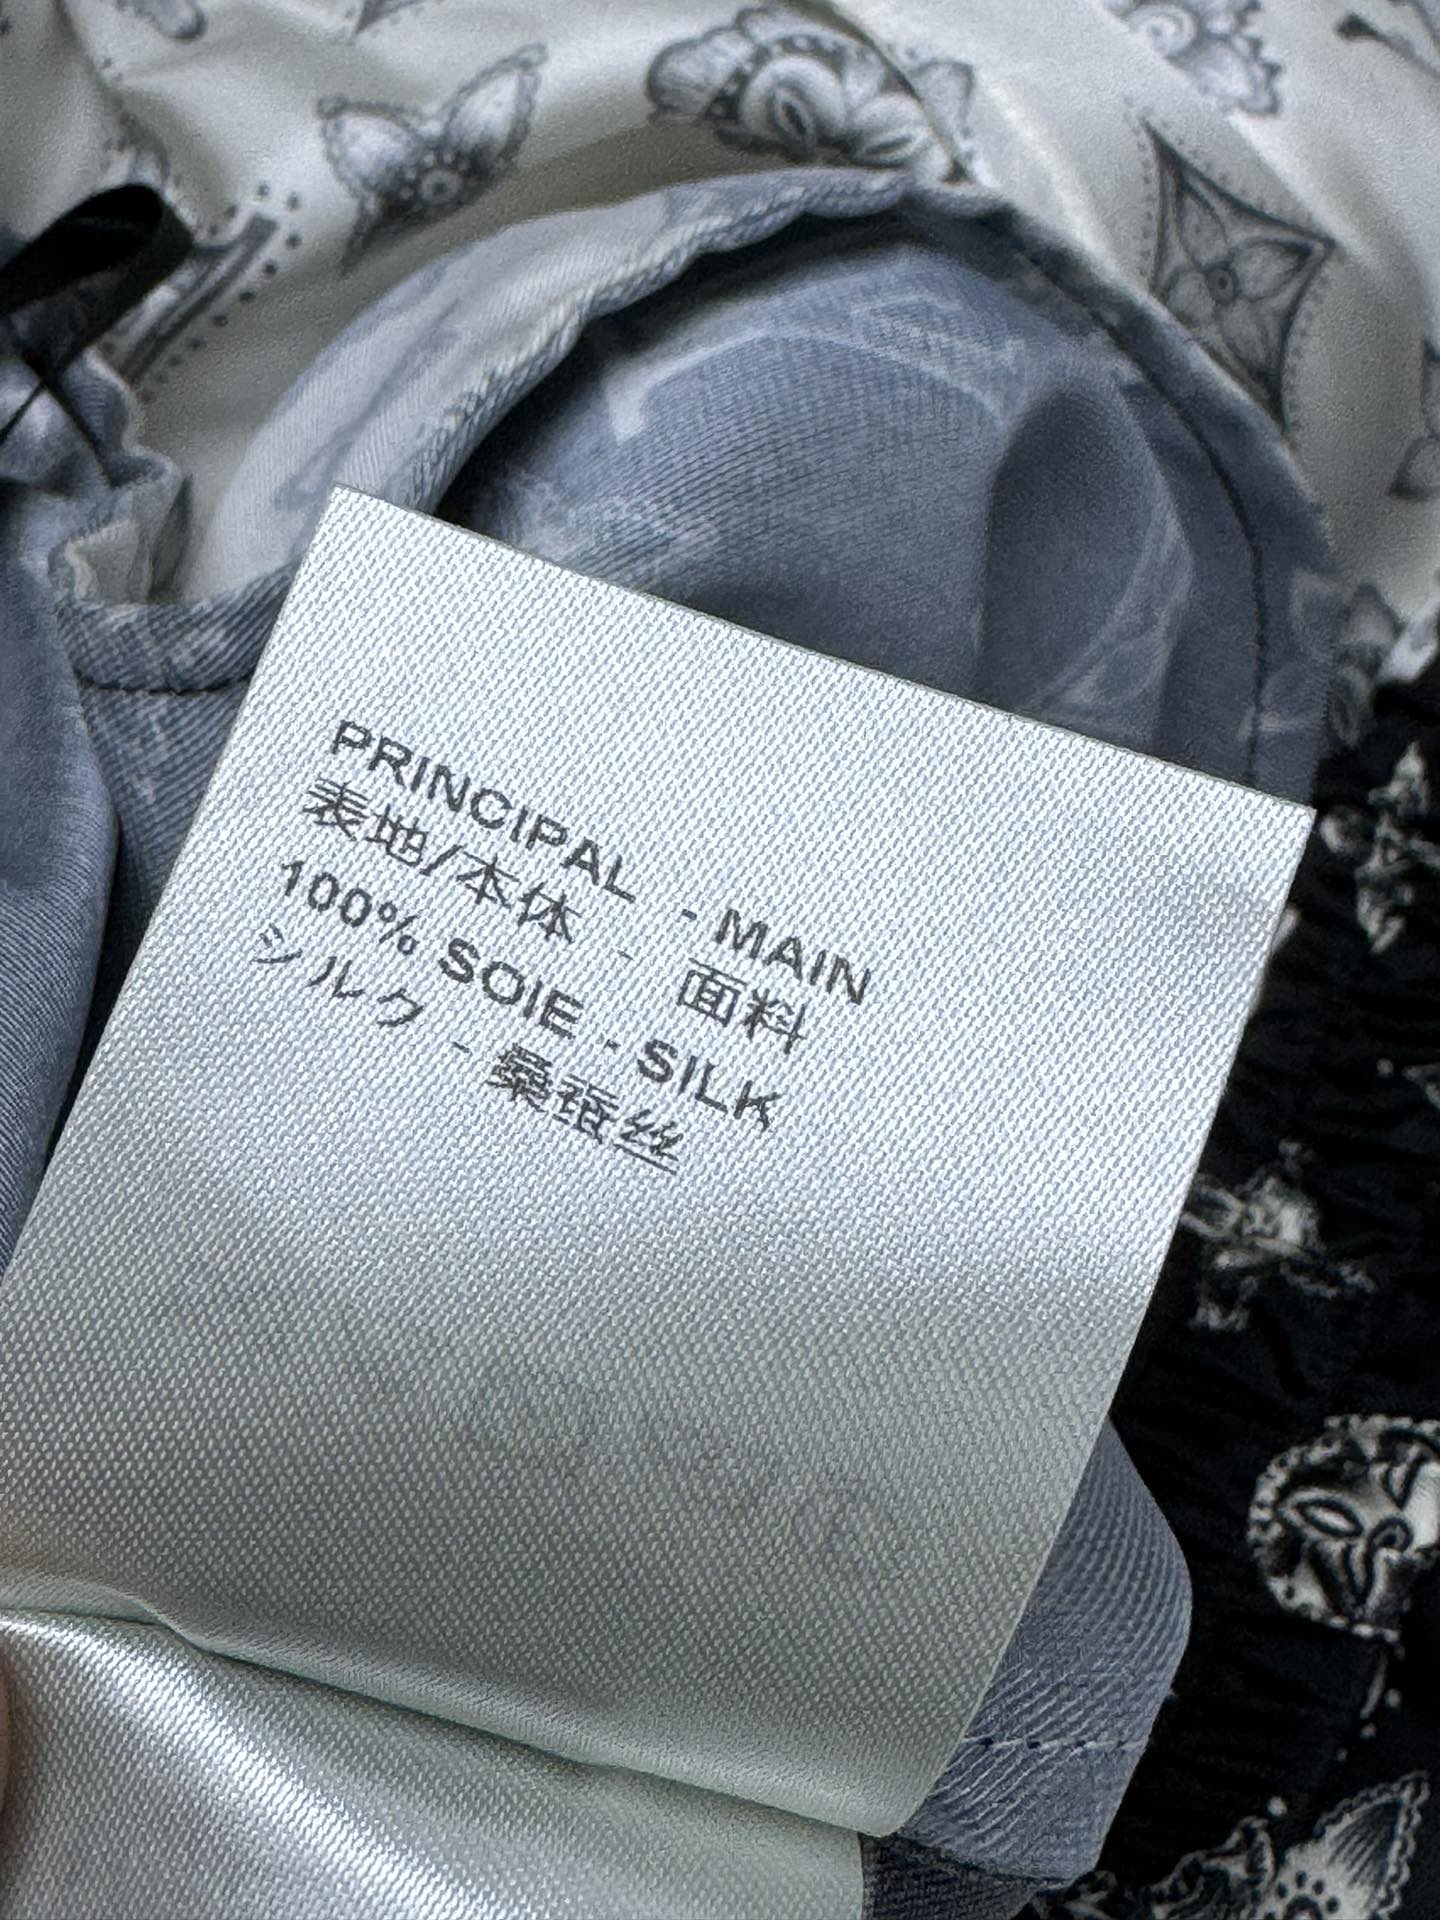 PRINCIPAL - MAIN
表地/本体 - 面料
100% SOIE - SILK
シルク - 桑蚕丝